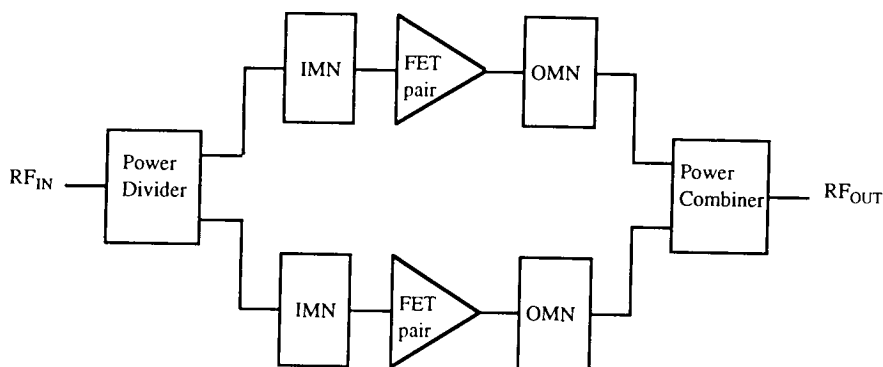 IMN
FET
pair
OMN
RF_IN
Power
Divider
Power
Combiner
RF_OUT
IMN
FET
pair
OMN